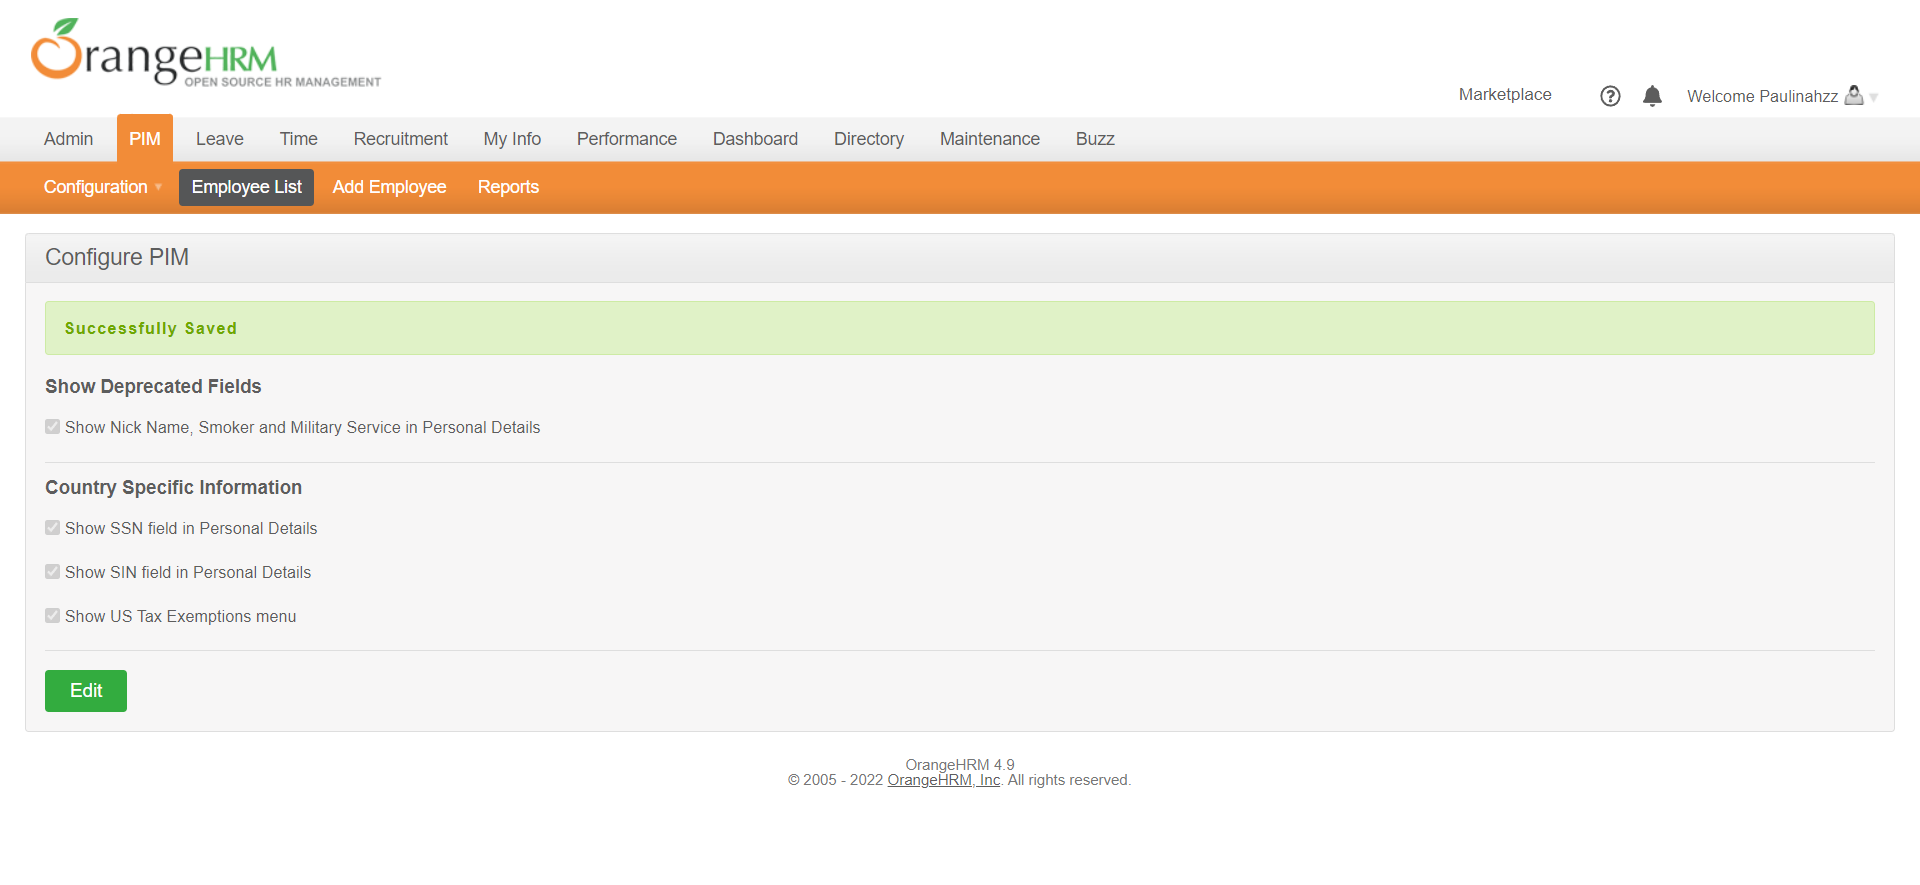 OrangeHRM
OPEN SOURCE HR MANAGEMENT
Marketplace
Welcome Paulinahzz
Admin PIM Leave Time Recruitment My Info Performance Dashboard Directory Maintenance Buzz
Configuration Employee List Add Employee Reports
Configure PIM
Successfully Saved
Show Deprecated Fields
Show Nick Name, Smoker and Military Service in Personal Details
Country Specific Information
Show SSN field in Personal Details
Show SIN field in Personal Details
Show US Tax Exemptions menu
Edit
OrangeHRM 4.9
© 2005 - 2022 OrangeHRM, Inc. All rights reserved.